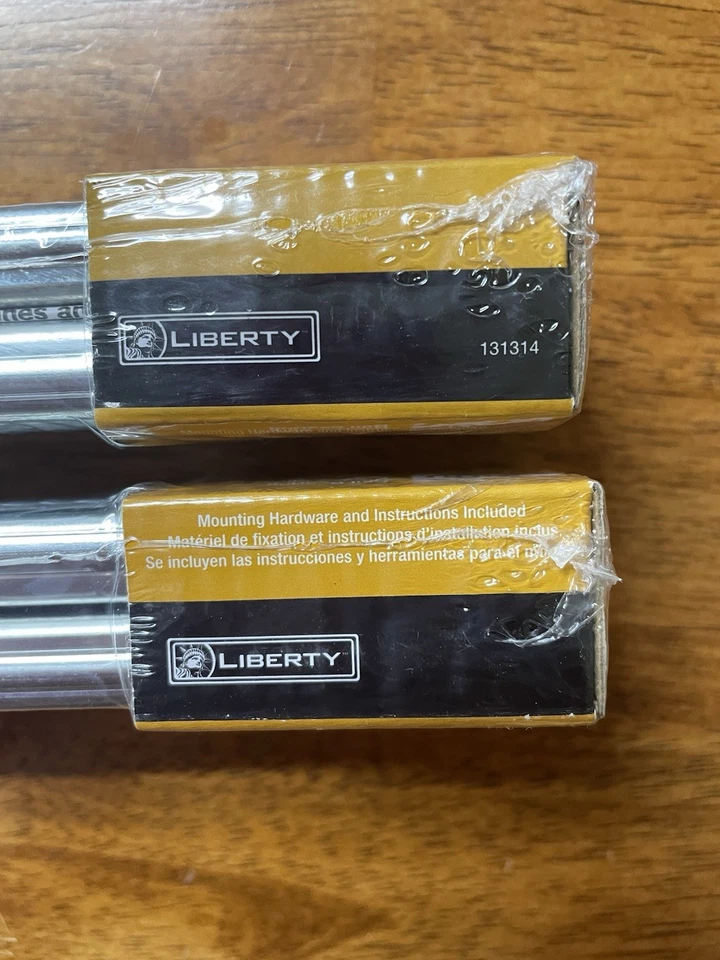 LIBERTY
131314
Mounting Hardware and Instructions Included
Matériel de fixation et instructions d'installation inclus
Se incluyen las instrucciones y herramientas para el
LIBERTY